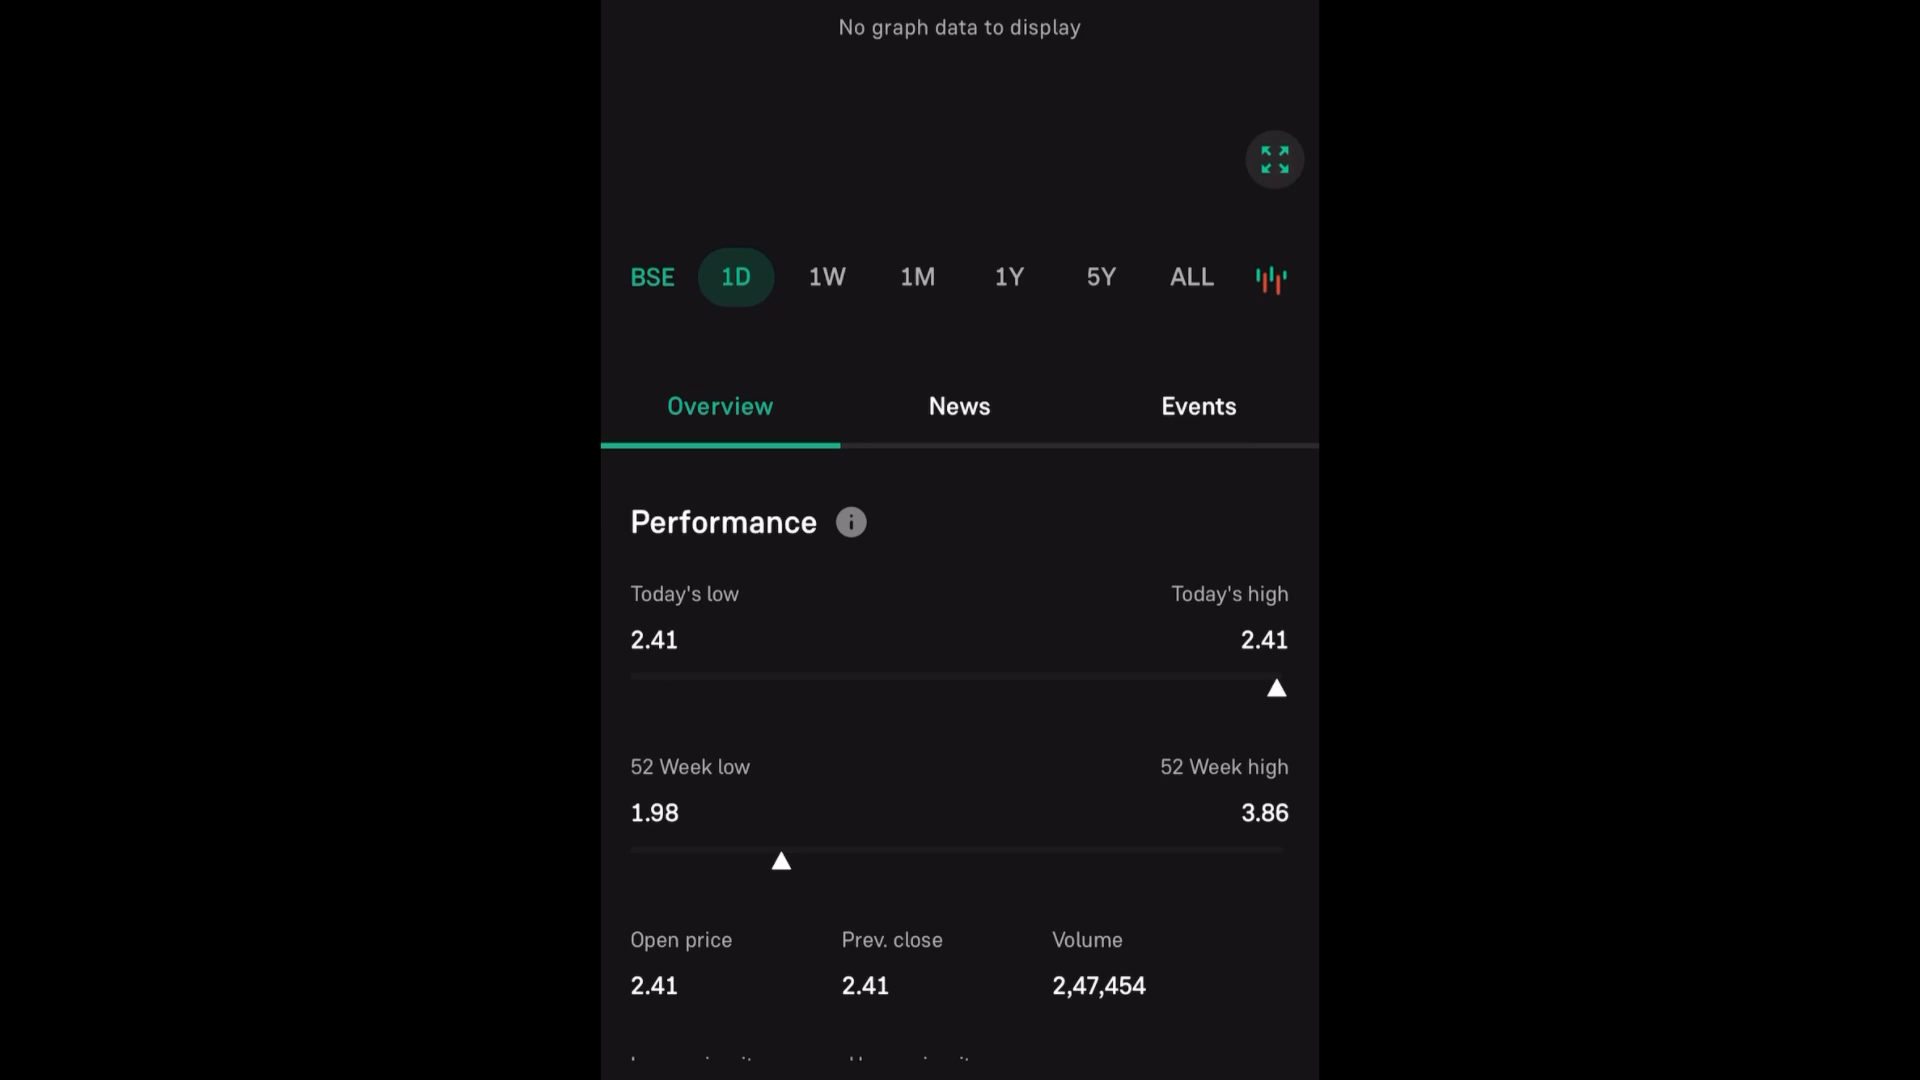 No graph data to display
BSE 1D 1W 1M 1Y 5Y ALL
Overview News Events
Performance
Today's low Today's high
2.41 2.41
52 Week low 52 Week high
1.98 3.86
Open price Prev. close Volume
2.41 2.41 2,47,454